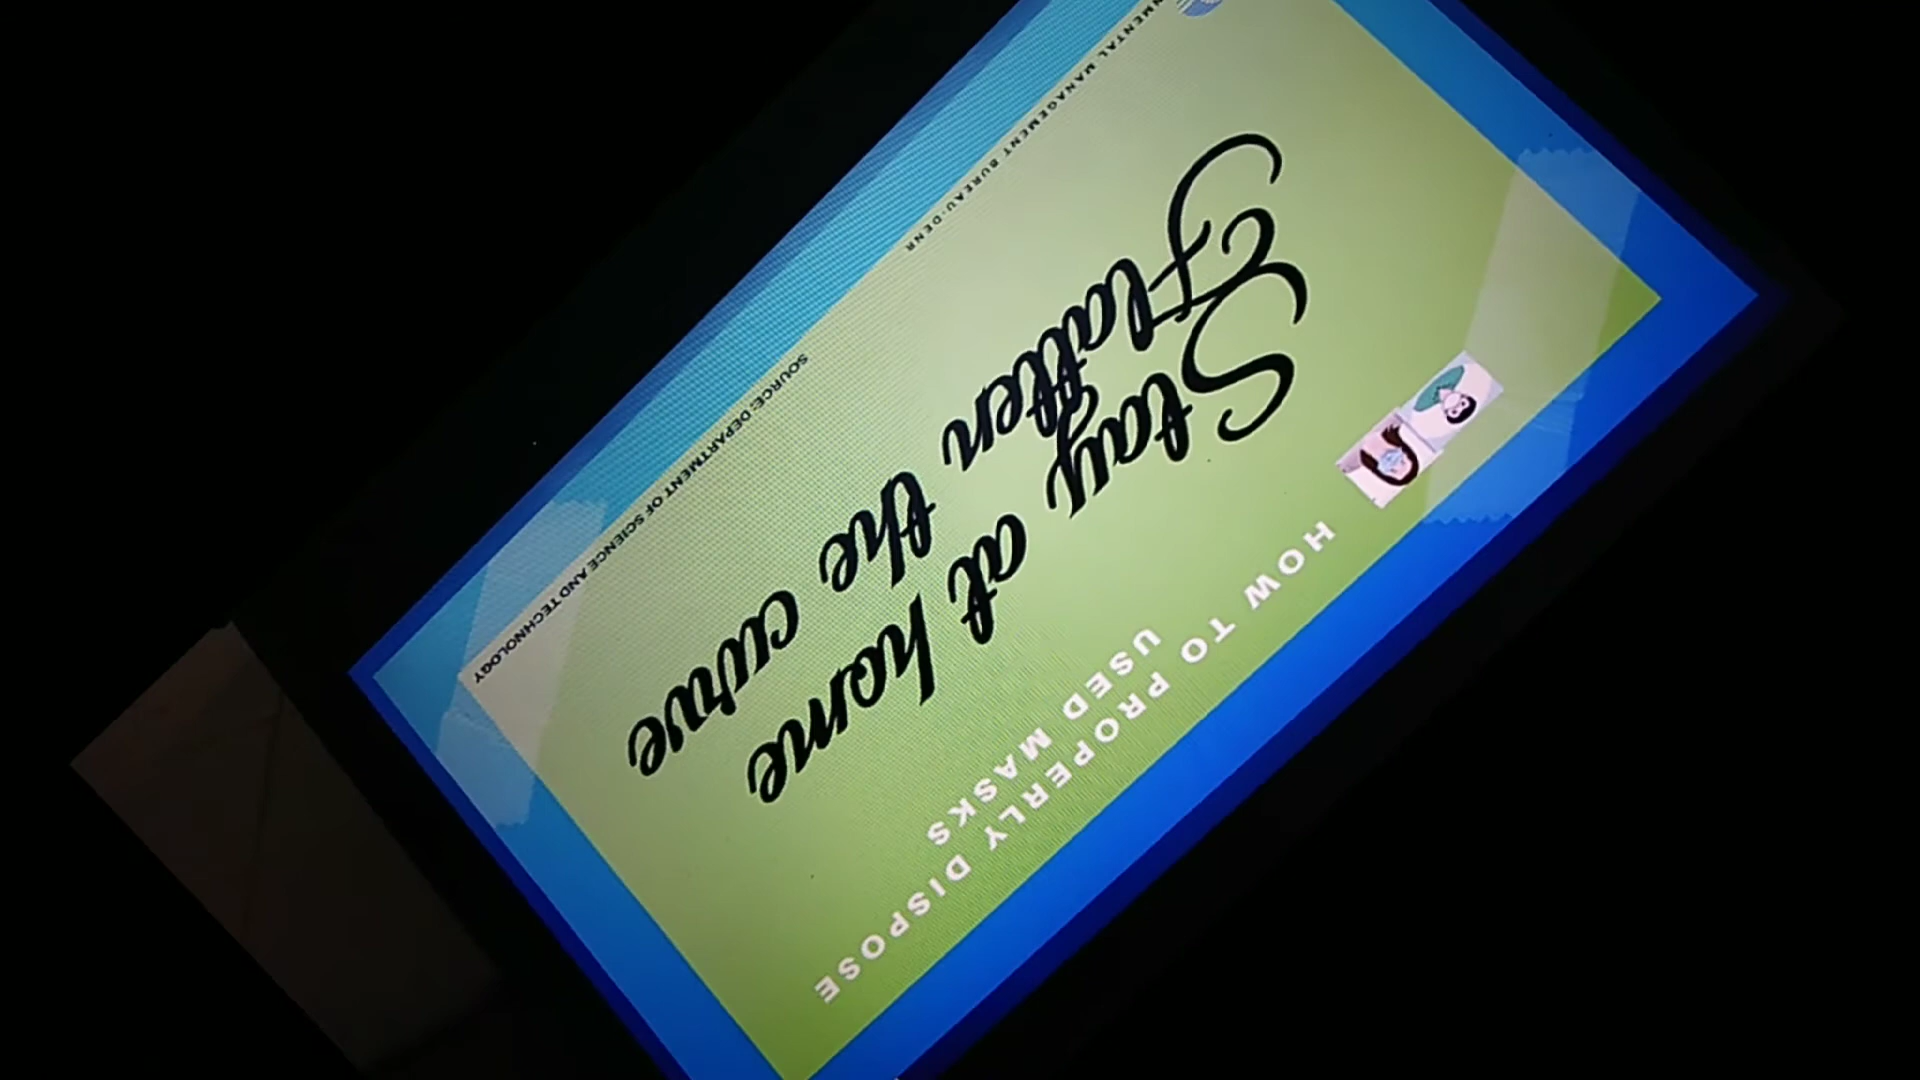 HOW TO PROPERLY DISPOSE
USED MASKS
Stay at home
Flatten the curve
NMENTAL MANAGEMENT BUREAU-DENR
SOURCE: DEPARTMENT OF SCIENCE AND TECHNOLOGY